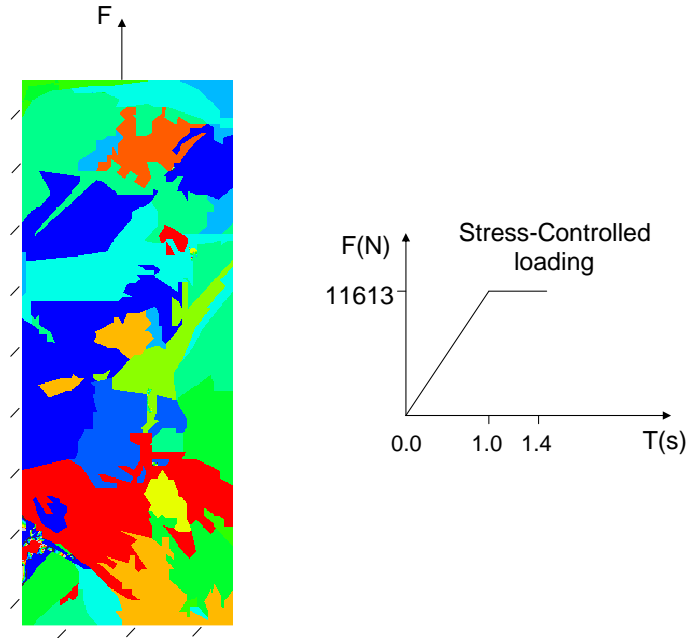 F
F(N)
Stress-Controlled
loading
11613
0.0
1.0
1.4
T(s)